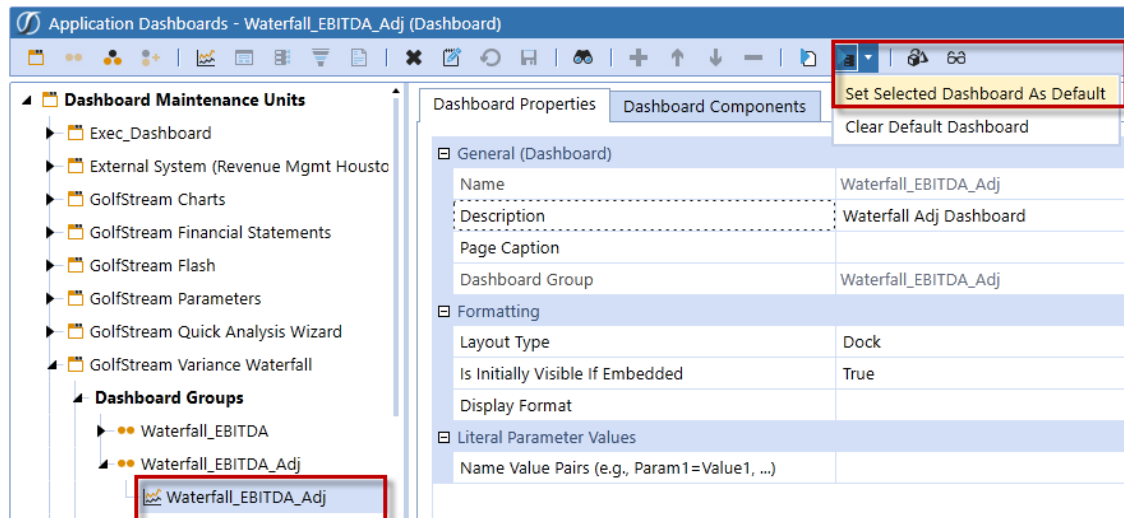 Application Dashboards - Waterfall_EBITDA_Adj (Dashboard)
a
Set Selected Dashboard As Default
Clear Default Dashboard
Dashboard Maintenance Units
Exec_Dashboard
External System (Revenue Mgmt Housto
GolfStream Charts
GolfStream Financial Statements
GolfStream Flash
GolfStream Parameters
GolfStream Quick Analysis Wizard
GolfStream Variance Waterfall
Dashboard Groups
Waterfall_EBITDA
Waterfall_EBITDA_Adj
Waterfall_EBITDA_Adj
Dashboard Properties Dashboard Components
General (Dashboard)
Name Waterfall_EBITDA_Adj
Description Waterfall Adj Dashboard
Page Caption
Dashboard Group Waterfall_EBITDA_Adj
Formatting
Layout Type Dock
Is Initially Visible If Embedded True
Display Format
Literal Parameter Values
Name Value Pairs (e.g., Param1=Value1, ...)